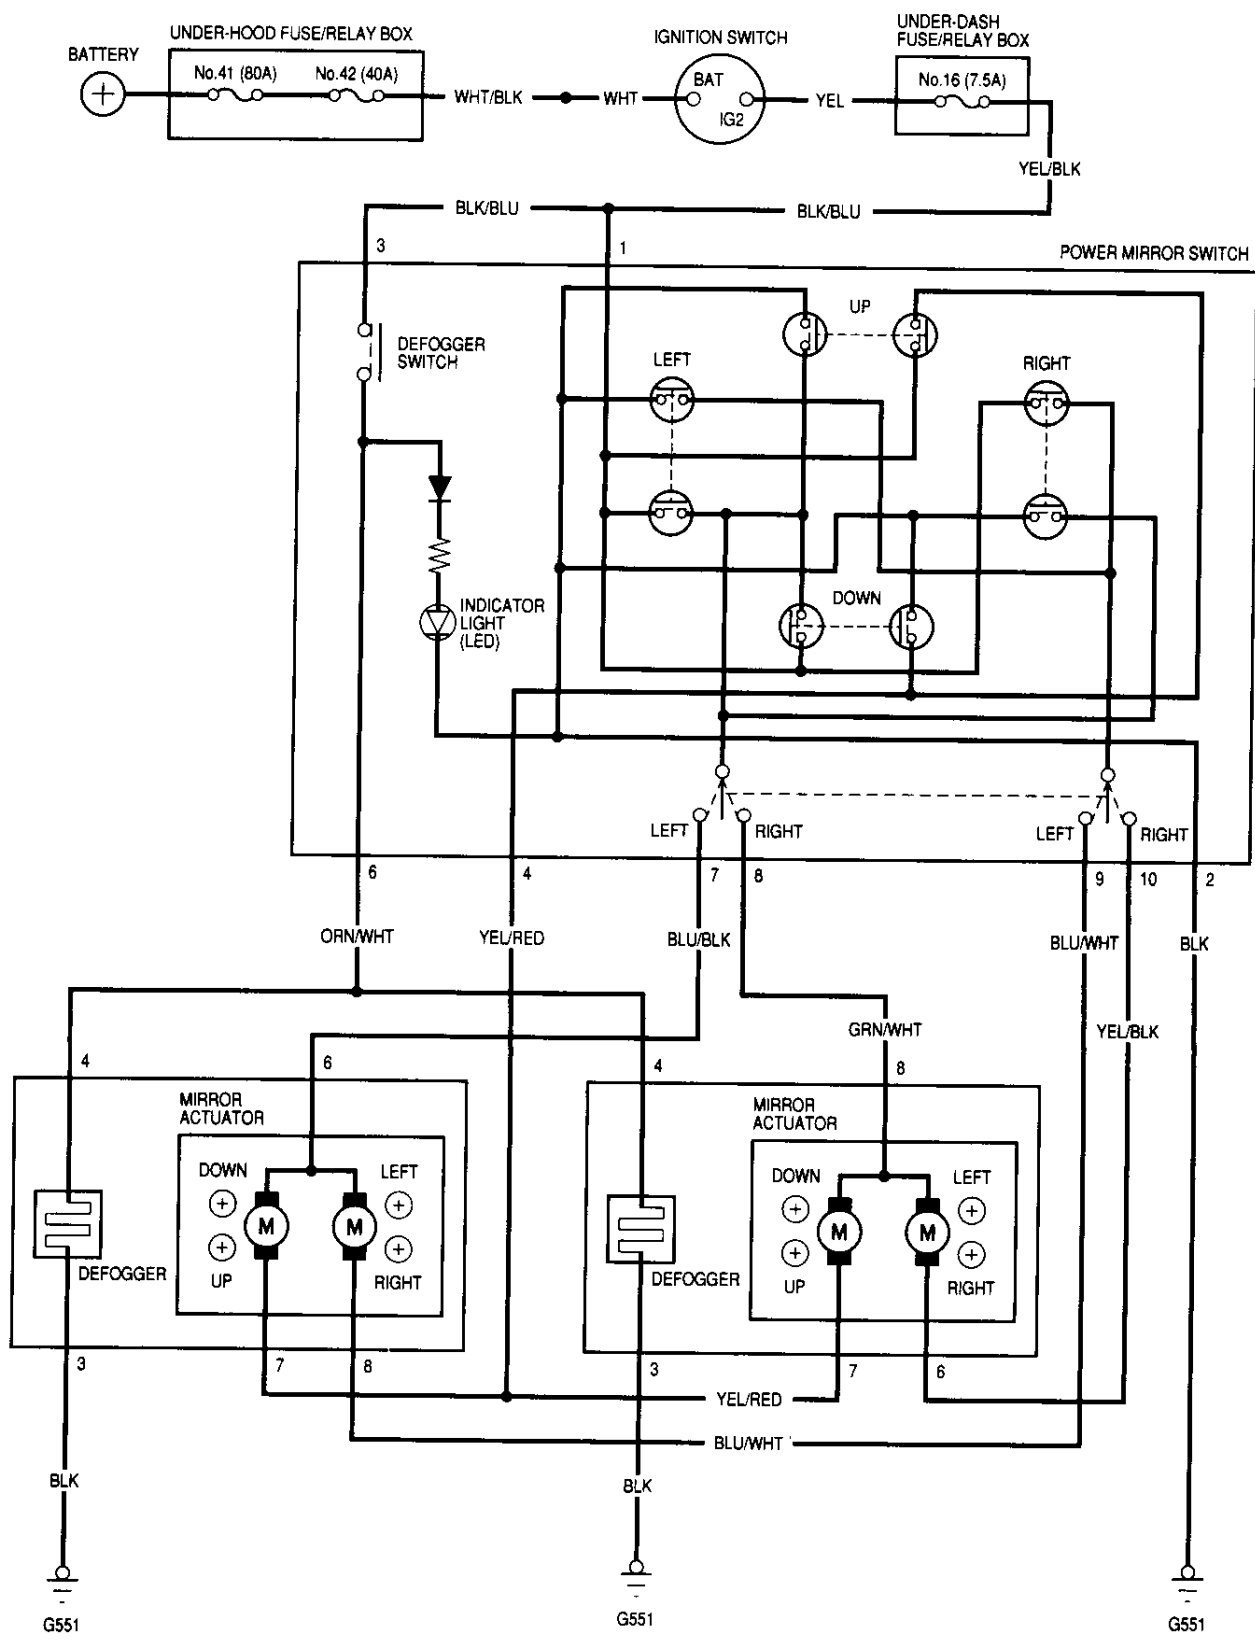 UNDER-HOOD FUSE/RELAY BOX
UNDER-DASH
FUSE/RELAY BOX
IGNITION SWITCH
BATTERY
No.41 (80A)
No.42 (40A)
BAT
No.16 (7.5A)
+
WHT/BLK
WHT
YEL
IG2
YEL/BLK
BLK/BLU
BLK/BLU
3
1
POWER MIRROR SWITCH
UP
DEFOGGER
SWITCH
LEFT
RIGHT
DOWN
INDICATOR
LIGHT
(LED)
LEFT
RIGHT
LEFT
RIGHT
6
4
7
8
9
10
2
ORN/WHT
YEL/RED
BLU/BLK
BLU/WHT
BLK
GRN/WHT
YEL/BLK
4
6
4
8
MIRROR
ACTUATOR
MIRROR
ACTUATOR
DOWN
LEFT
DOWN
LEFT
+
+
+
+
M
M
M
M
+
+
+
+
DEFOGGER
UP
RIGHT
DEFOGGER
UP
RIGHT
3
7
8
3
7
6
YEL/RED
BLU/WHT
BLK
BLK
G551
G551
G551